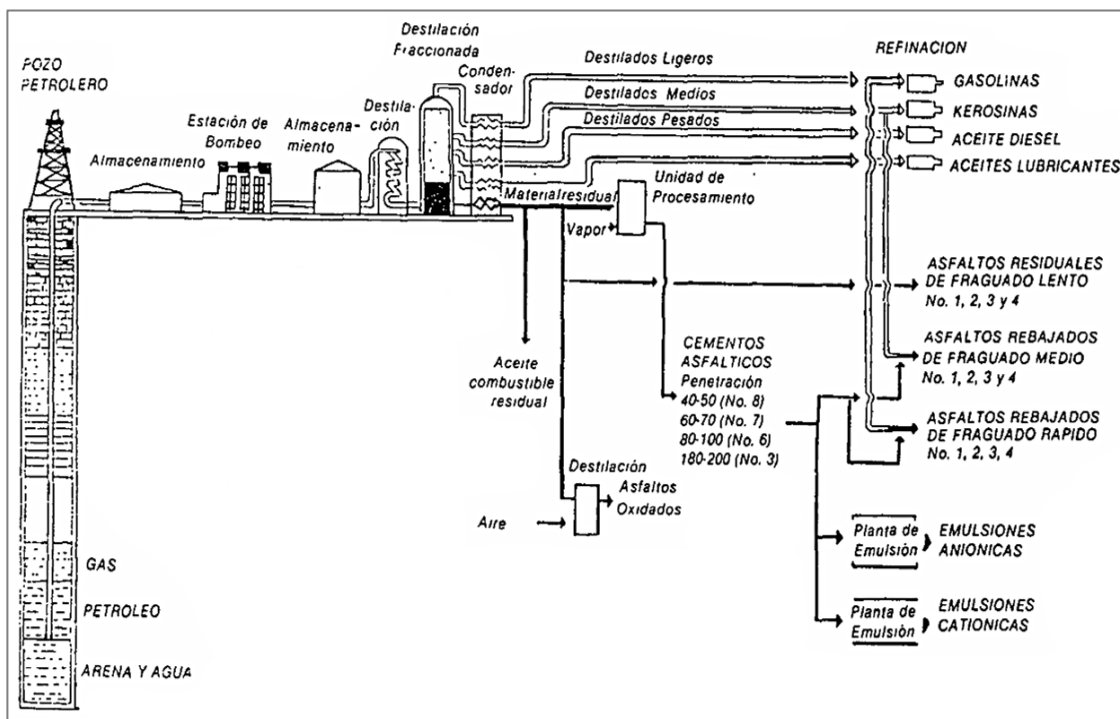 POZO
PETROLERO
Almacenamiento
Estación de
Bombeo
Almacena-
miento
Destila-
ción
Destilación
Fraccionada
Conden-
sador
Destilados Ligeros
Destilados Medios
Destilados Pesados
REFINACION
GASOLINAS
KEROSINAS
ACEITE DIESEL
ACEITES LUBRICANTES
Material residual
Unidad de
Procesamiento
Vapor
ASFALTOS RESIDUALES
DE FRAGUADO LENTO
No. 1, 2, 3 y 4
Aceite
combustible
residual
CEMENTOS
ASFALTICOS
Penetración
40-50 (No. 8)
60-70 (No. 7)
80-100 (No. 6)
180-200 (No. 3)
ASFALTOS REBAJADOS
DE FRAGUADO MEDIO
No. 1, 2, 3 y 4
ASFALTOS REBAJADOS
DE FRAGUADO RAPIDO
No. 1, 2, 3, 4
Destilación
Asfaltos
Oxidados
Aire
Planta de
Emulsión
EMULSIONES
ANIONICAS
Planta de
Emulsión
EMULSIONES
CATIONICAS
GAS
PETROLEO
ARENA Y AGUA